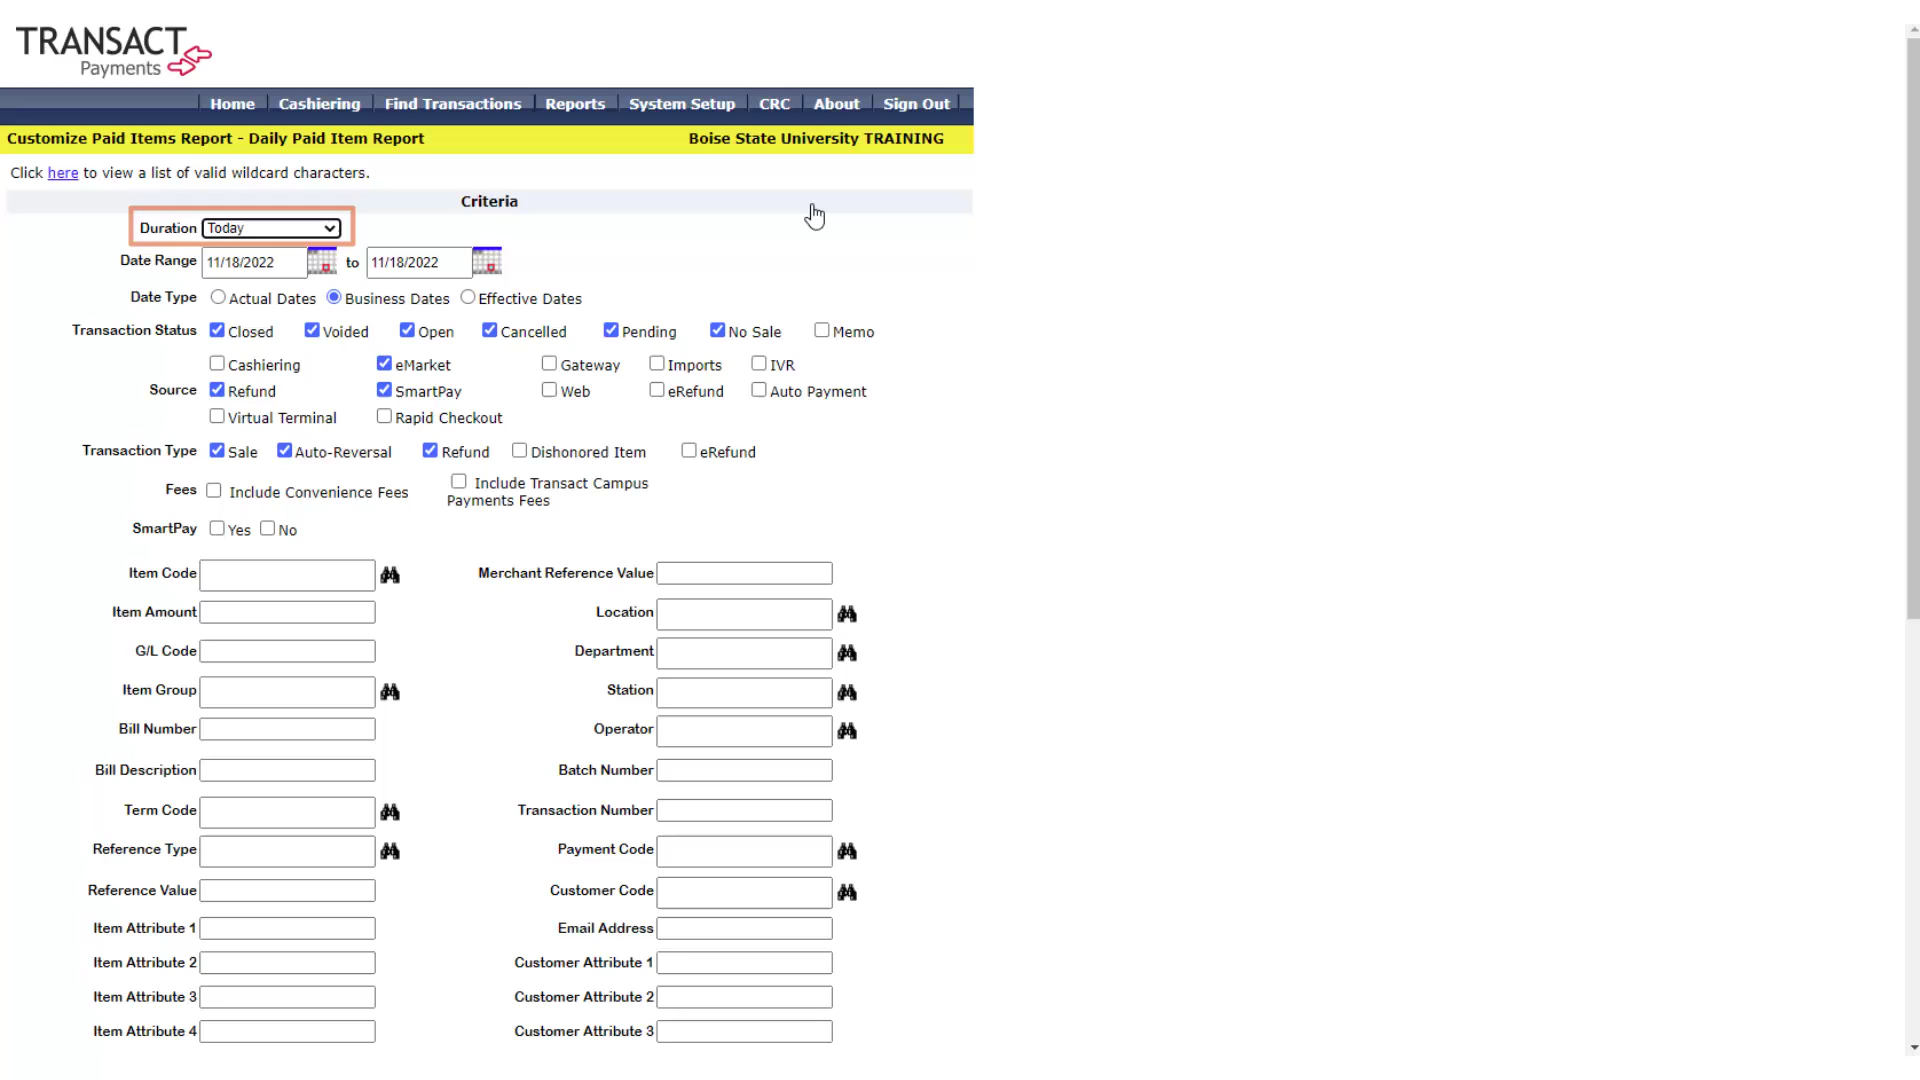 TRANSACT
Payments
Home Cashiering Find Transactions Reports System Setup CRC About Sign Out
Customize Paid Items Report - Daily Paid Item Report Boise State University TRAINING
Click here to view a list of valid wildcard characters.
Criteria
Duration Today
Date Range 11/18/2022 to 11/18/2022
Date Type Actual Dates Business Dates Effective Dates
Transaction Status Closed Voided Open Cancelled Pending No Sale Memo
Cashiering eMarket Gateway Imports IVR
Source Refund SmartPay Web eRefund Auto Payment
Virtual Terminal Rapid Checkout
Transaction Type Sale Auto-Reversal Refund Dishonored Item eRefund
Fees Include Convenience Fees Include Transact Campus
Payments Fees
SmartPay Yes No
Item Code Merchant Reference Value
Item Amount Location
G/L Code Department
Item Group Station
Bill Number Operator
Bill Description Batch Number
Term Code Transaction Number
Reference Type Payment Code
Reference Value Customer Code
Item Attribute 1 Email Address
Item Attribute 2 Customer Attribute 1
Item Attribute 3 Customer Attribute 2
Item Attribute 4 Customer Attribute 3